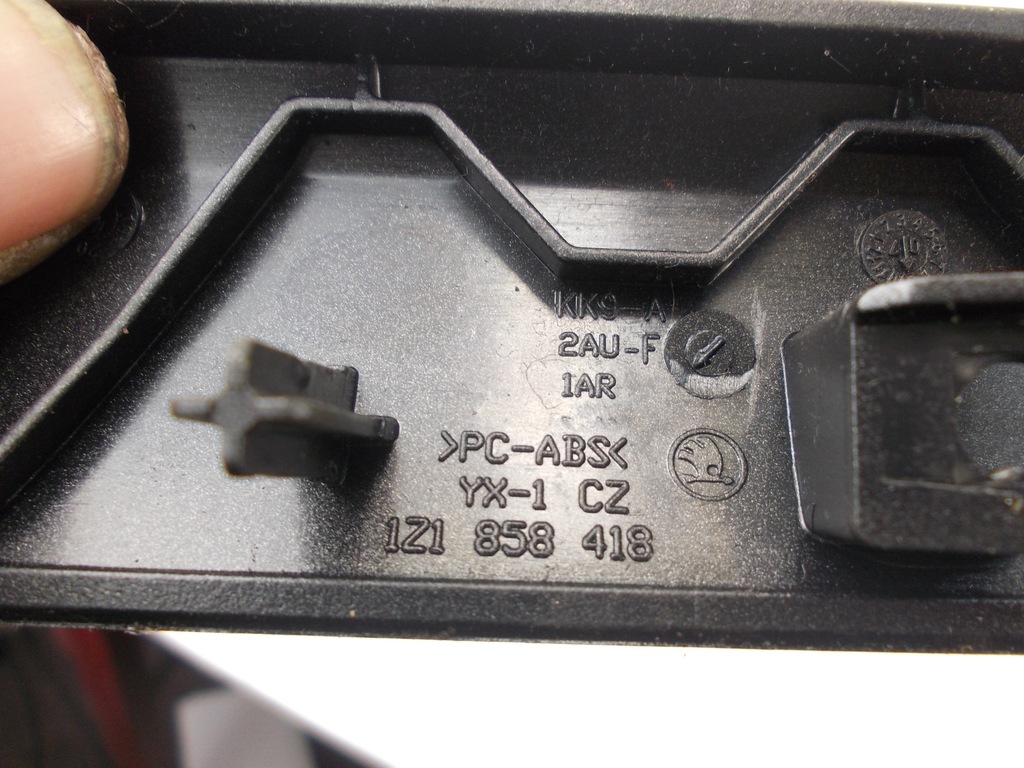 KK9-A
2AU-F
1AR
>PC-ABS<
YX-1 CZ
1Z1 858 418